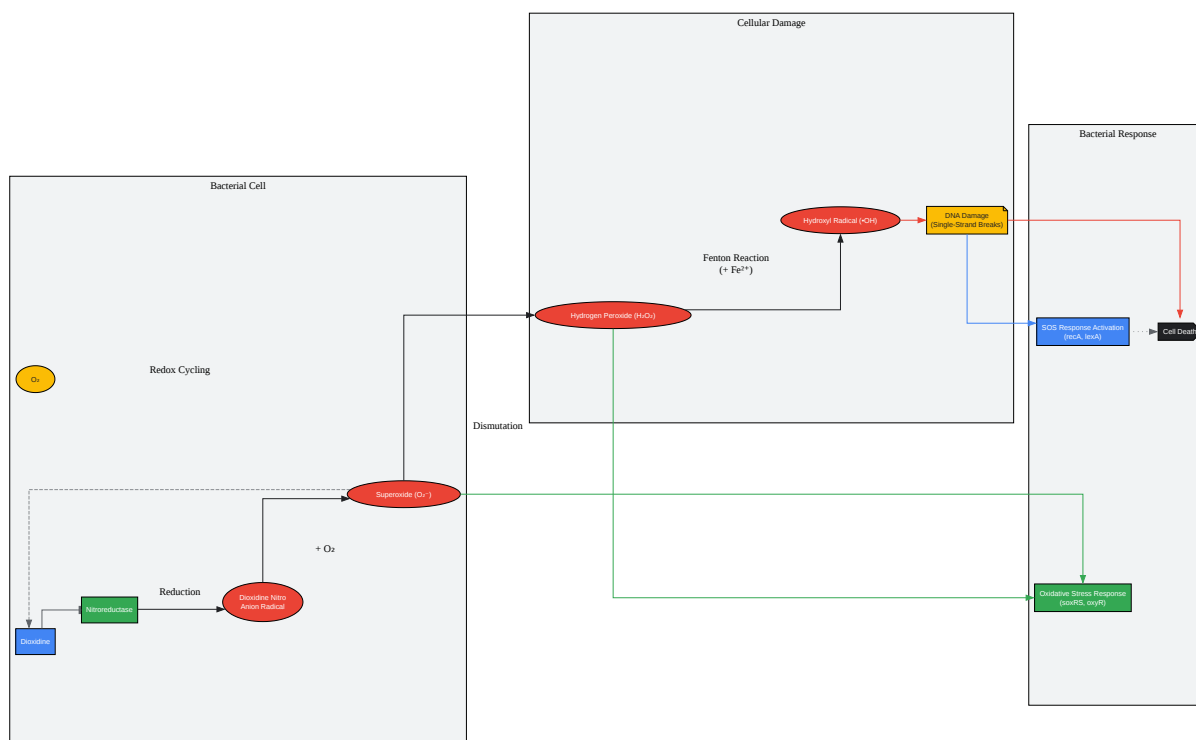 Cellular Damage
Bacterial Response
Bacterial Cell
Hydroxyl Radical (•OH)
DNA Damage
(Single-Strand Breaks)
Fenton Reaction
(+ Fe²⁺)
Hydrogen Peroxide (H₂O₂)
SOS Response Activation
(recA, lexA)
Cell Death
Redox Cycling
O₂
Dismutation
Superoxide (O₂⁻)
+ O₂
Reduction
Nitroreductase
Dioxidine Nitro
Anion Radical
Oxidative Stress Response
(soxRS, oxyR)
Dioxidine